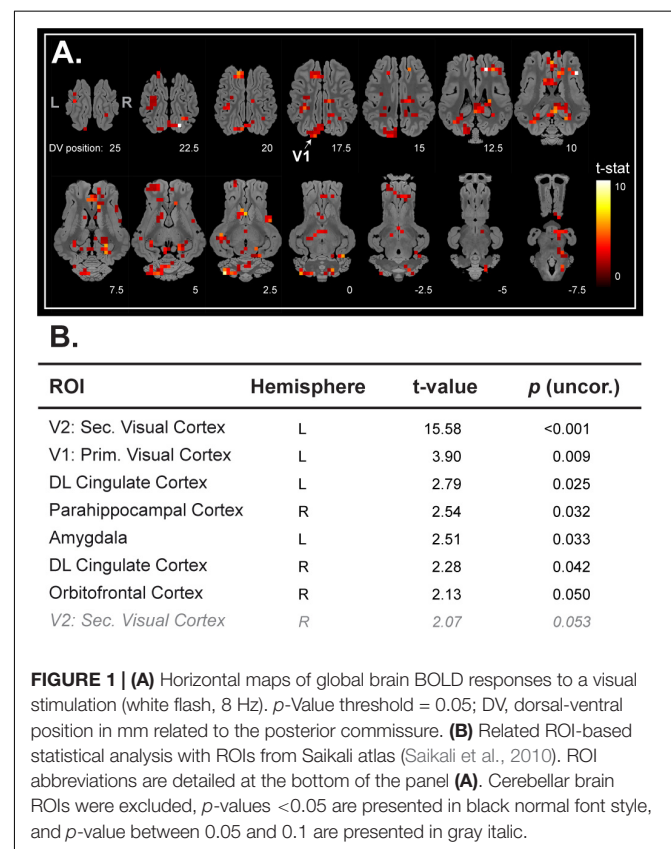 A.
L R
DV position: 25 22.5 20 17.5 15 12.5 10
V1
t-stat
10
0
7.5 5 2.5 0 -2.5 -5 -7.5
B.
ROI Hemisphere t-value p (uncor.)
V2: Sec. Visual Cortex L 15.58 <0.001
V1: Prim. Visual Cortex L 3.90 0.009
DL Cingulate Cortex L 2.79 0.025
Parahippocampal Cortex R 2.54 0.032
Amygdala L 2.51 0.033
DL Cingulate Cortex R 2.28 0.042
Orbitofrontal Cortex R 2.13 0.050
V2: Sec. Visual Cortex R 2.07 0.053
FIGURE 1 | (A) Horizontal maps of global brain BOLD responses to a visual
stimulation (white flash, 8 Hz). p-Value threshold = 0.05; DV, dorsal-ventral
position in mm related to the posterior commissure. (B) Related ROI-based
statistical analysis with ROIs from Saikali atlas (Saikali et al., 2010). ROI
abbreviations are detailed at the bottom of the panel (A). Cerebellar brain
ROIs were excluded, p-values <0.05 are presented in black normal font style,
and p-value between 0.05 and 0.1 are presented in gray italic.